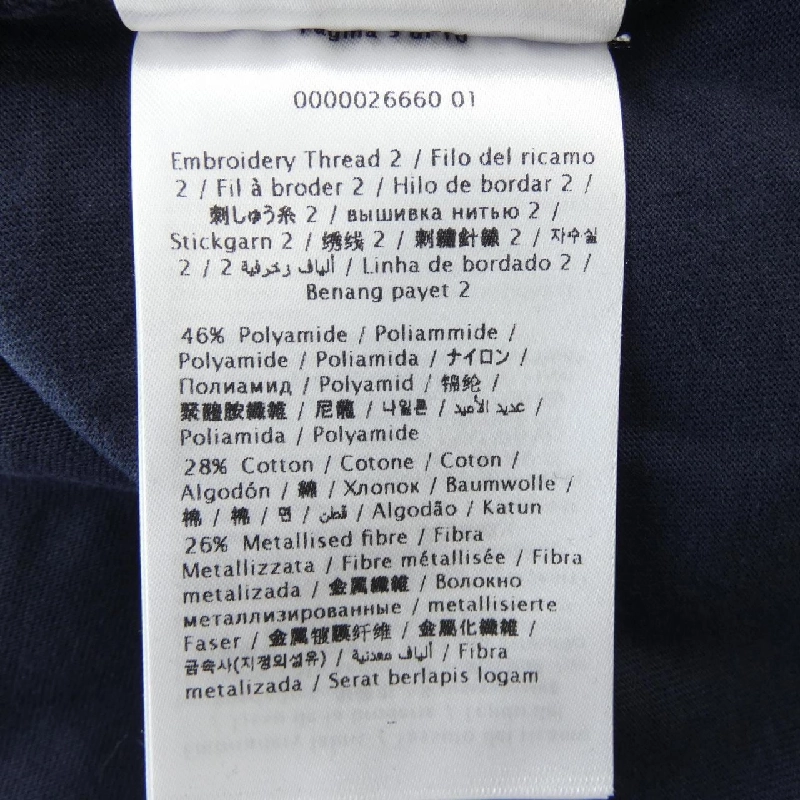 0000026660 01
Embroidery Thread 2 / Filo del ricamo
2 / Fil à broder 2 / Hilo de bordar 2 /
刺しゅう糸 2 / вышивка нитью 2 /
Stickgarn 2 / 绣线 2 / 刺繡針線 2 / 자수실
2 / 2 ألياف زخرفية / Linha de bordado 2 /
Benang payet 2
46% Polyamide / Poliammide /
Polyamide / Poliamida / ナイロン /
Полиамид / Polyamid / 锦纶 /
聚醯胺纖維 / 尼龍 / 나일론 / عديد الأميد /
Poliamida / Polyamide
28% Cotton / Cotone / Coton /
Algodón / 綿 / Хлопок / Baumwolle /
棉 / 棉 / 면 / قطن / Algodão / Katun
26% Metallised fibre / Fibra
Metallizzata / Fibre métallisée / Fibra
metalizada / 金属繊維 / Волокно
металлизированные / metallisierte
Faser / 金属镀膜纤维 / 金屬化纖維 /
금속사(지정외섬유) / ألياف معدنية / Fibra
metalizada / Serat berlapis logam